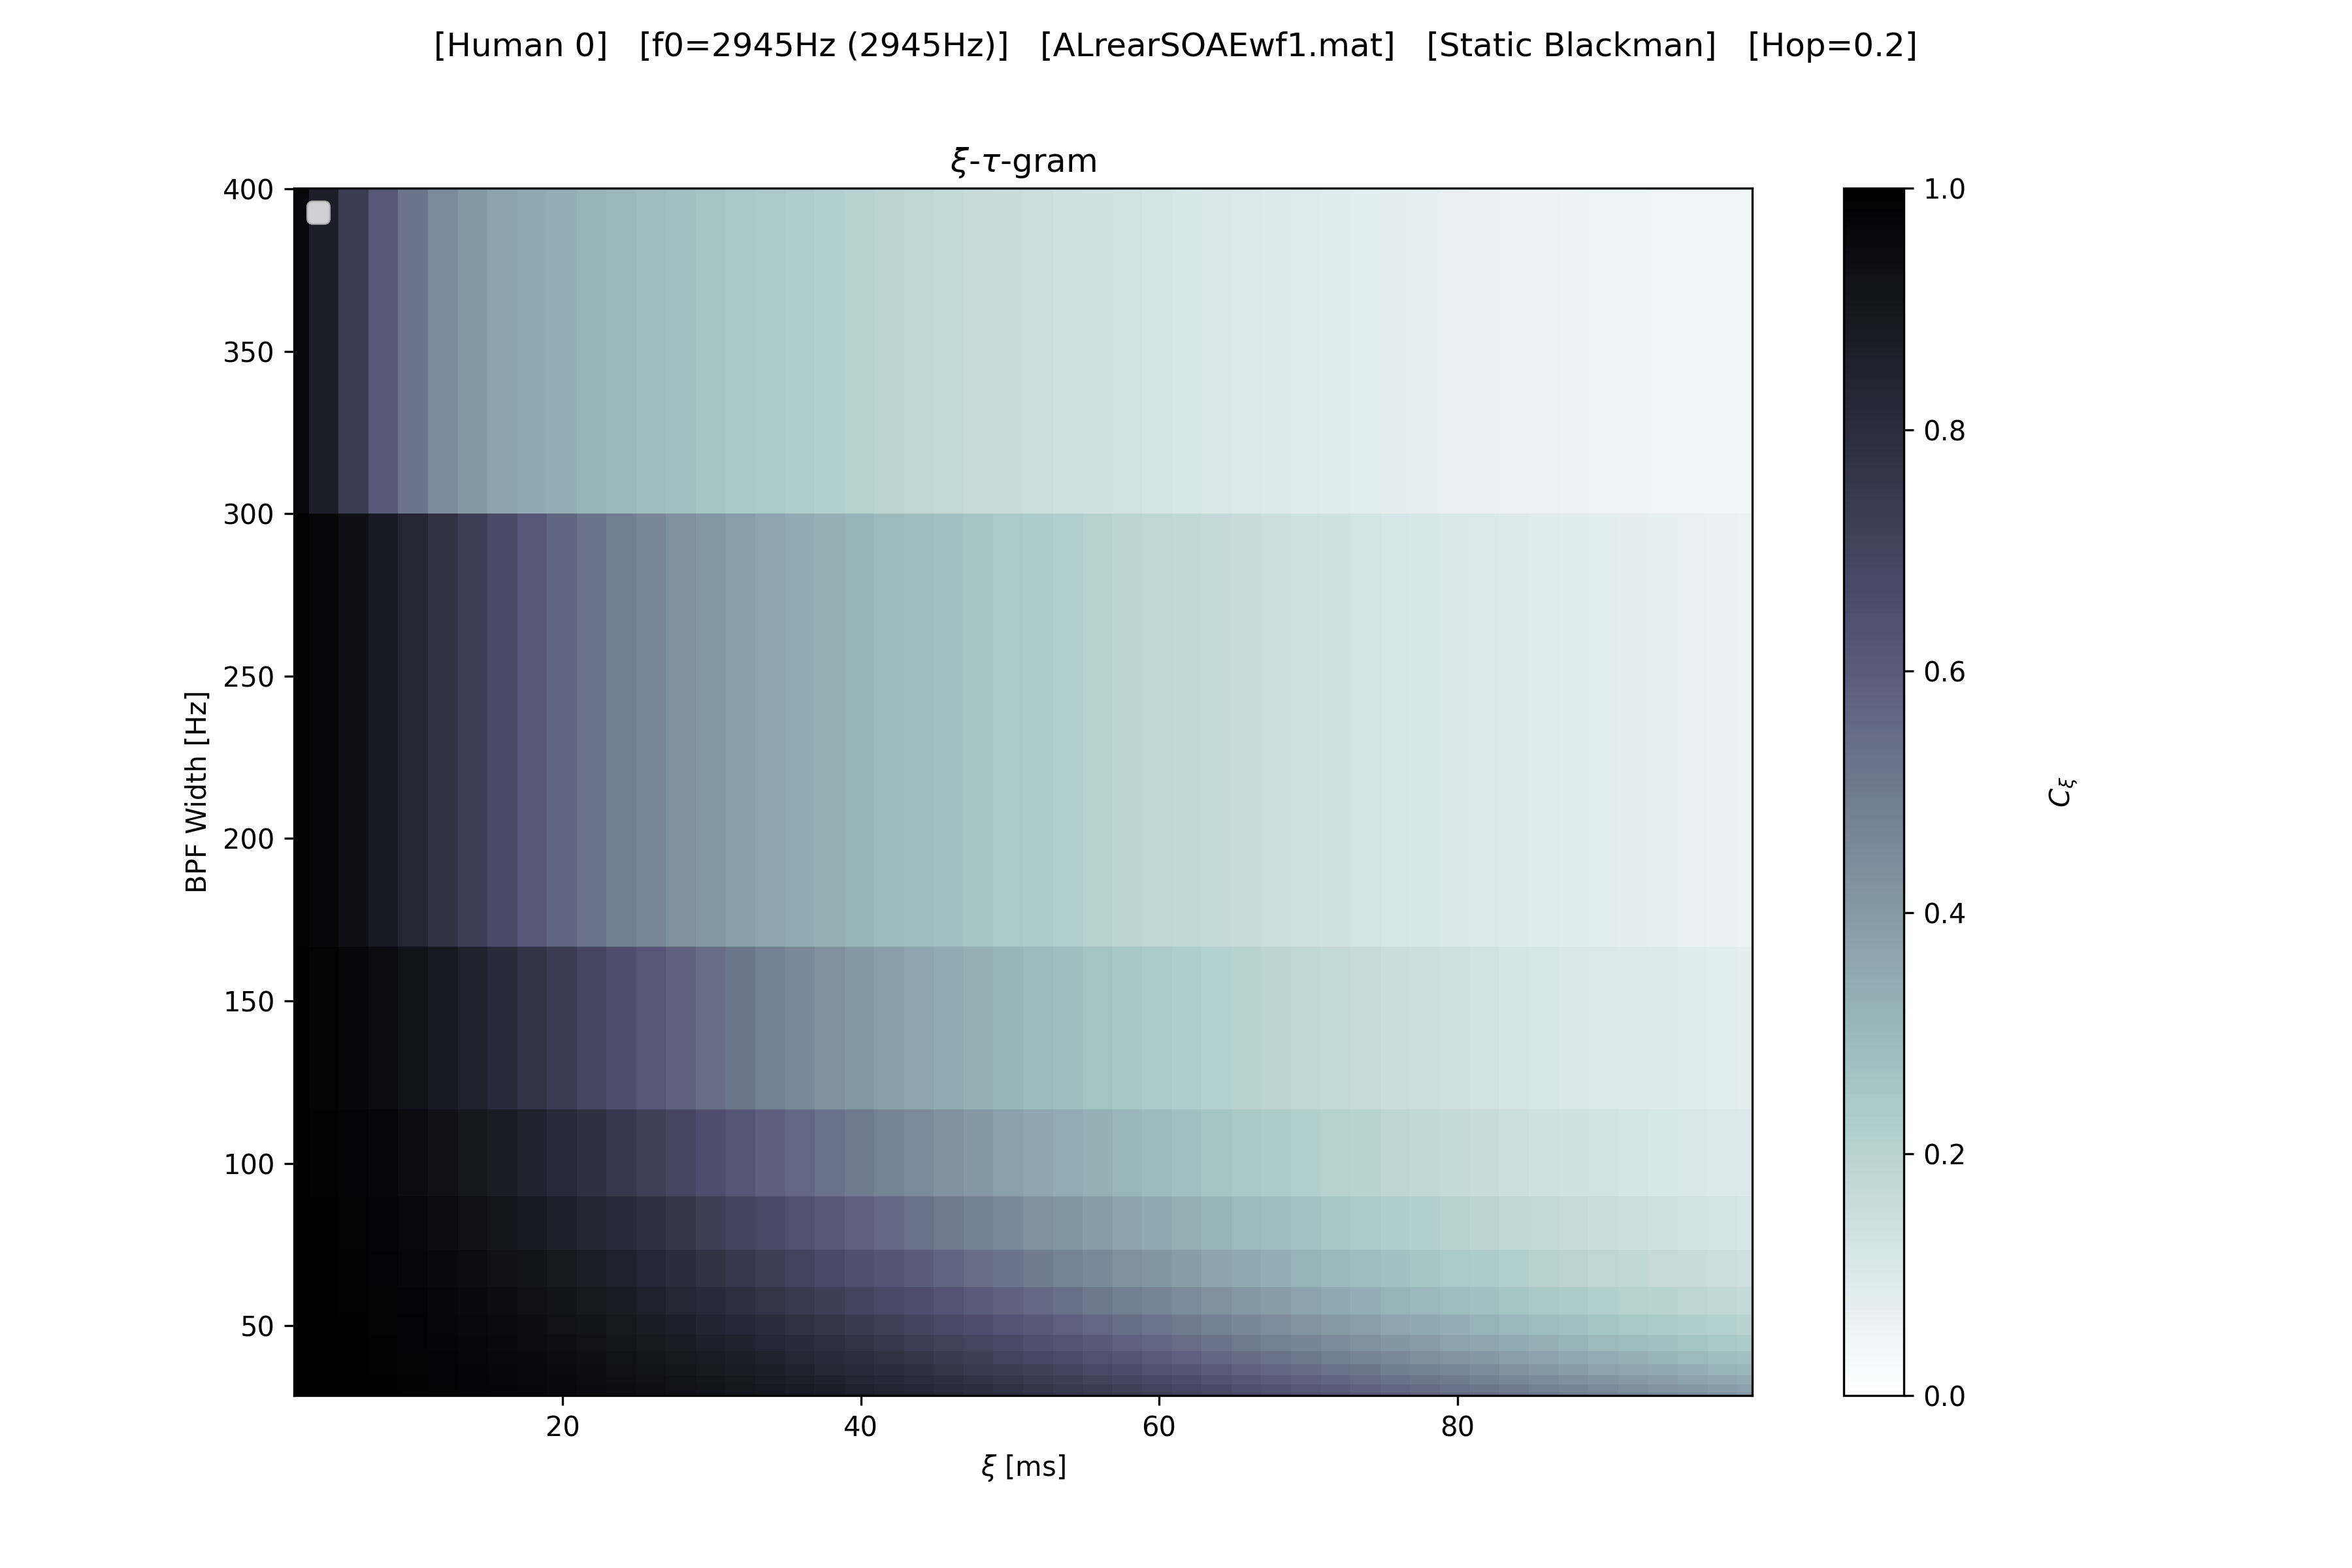 [Human 0]   [f0=2945Hz (2945Hz)]   [ALrearSOAEwf1.mat]   [Static Blackman]   [Hop=0.2]
ξ-τ-gram
400
350
300
250
200
150
100
50
BPF Width [Hz]
20 40 60 80
ξ [ms]
1.0
0.8
0.6
0.4
0.2
0.0
C_ξ